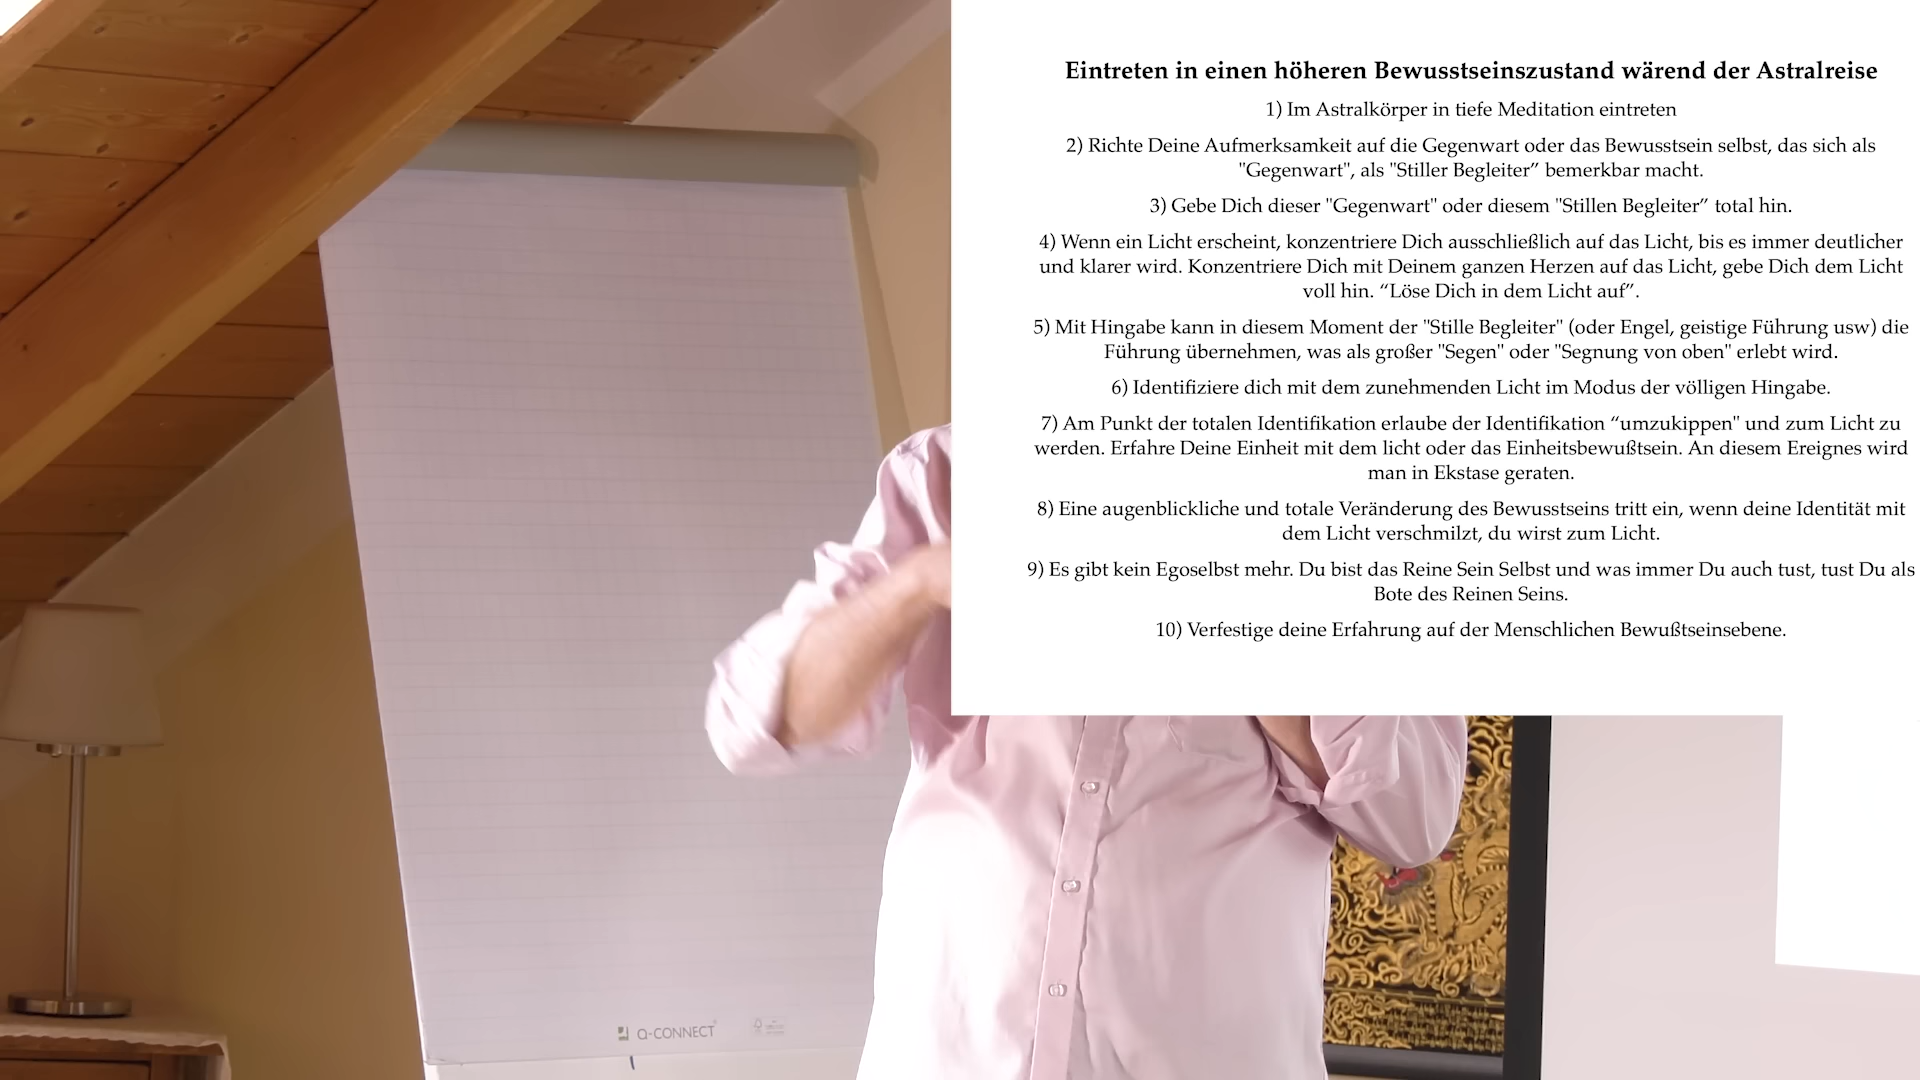 Eintreten in einen höheren Bewusstseinszustand wärend der Astralreise
1) Im Astralkörper in tiefe Meditation eintreten
2) Richte Deine Aufmerksamkeit auf die Gegenwart oder das Bewusstsein selbst, das sich als
"Gegenwart", als "Stiller Begleiter” bemerkbar macht.
3) Gebe Dich dieser "Gegenwart" oder diesem "Stillen Begleiter” total hin.
4) Wenn ein Licht erscheint, konzentriere Dich ausschließlich auf das Licht, bis es immer deutlicher
und klarer wird. Konzentriere Dich mit Deinem ganzen Herzen auf das Licht, gebe Dich dem Licht
voll hin. “Löse Dich in dem Licht auf”.
5) Mit Hingabe kann in diesem Moment der "Stille Begleiter" (oder Engel, geistige Führung usw) die
Führung übernehmen, was als großer "Segen" oder "Segnung von oben" erlebt wird.
6) Identifiziere dich mit dem zunehmenden Licht im Modus der völligen Hingabe.
7) Am Punkt der totalen Identifikation erlaube der Identifikation “umzukippen" und zum Licht zu
werden. Erfahre Deine Einheit mit dem licht oder das Einheitsbewußtsein. An diesem Ereignes wird
man in Ekstase geraten.
8) Eine augenblickliche und totale Veränderung des Bewusstseins tritt ein, wenn deine Identität mit
dem Licht verschmilzt, du wirst zum Licht.
9) Es gibt kein Egoselbst mehr. Du bist das Reine Sein Selbst und was immer Du auch tust, tust Du als
Bote des Reinen Seins.
10) Verfestige deine Erfahrung auf der Menschlichen Bewußtseinsebene.
Q-CONNECT